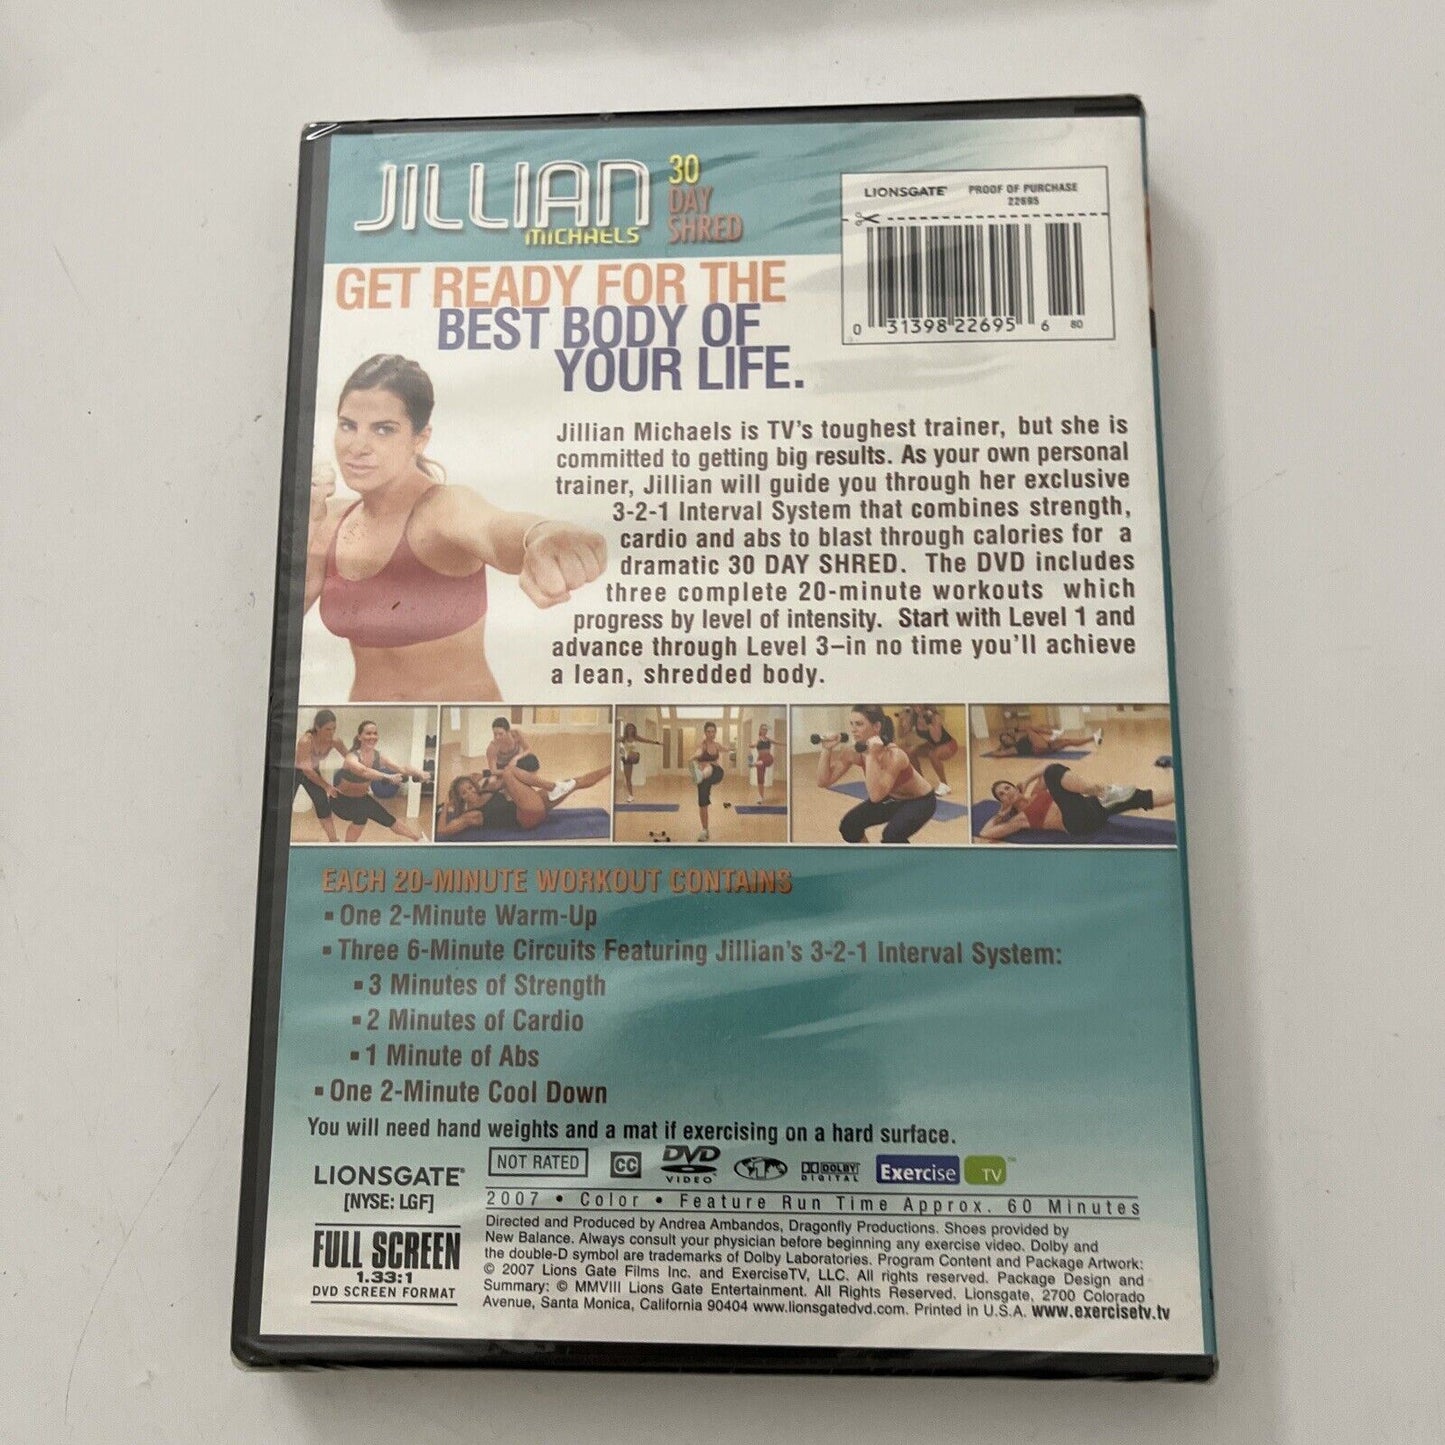 JILLIAN
MICHAELS
30
DAY
SHRED
LIONSGATE PROOF OF PURCHASE
22695
0 31398 22695 6 80
GET READY FOR THE
BEST BODY OF
YOUR LIFE.
Jillian Michaels is TV's toughest trainer, but she is
committed to getting big results. As your own personal
trainer, Jillian will guide you through her exclusive
3-2-1 Interval System that combines strength,
cardio and abs to blast through calories for a
dramatic 30 DAY SHRED. The DVD includes
three complete 20-minute workouts which
progress by level of intensity. Start with Level 1 and
advance through Level 3–in no time you'll achieve
a lean, shredded body.
EACH 20-MINUTE WORKOUT CONTAINS
▪ One 2-Minute Warm-Up
▪ Three 6-Minute Circuits Featuring Jillian's 3-2-1 Interval System:
▪ 3 Minutes of Strength
▪ 2 Minutes of Cardio
▪ 1 Minute of Abs
▪ One 2-Minute Cool Down
You will need hand weights and a mat if exercising on a hard surface.
LIONSGATE®
[NYSE: LGF]
NOT RATED CC DVD VIDEO 1 DOLBY DIGITAL Exercise TV™
2007 • Color • Feature Run Time Approx. 60 Minutes
FULL SCREEN
1.33:1
DVD SCREEN FORMAT
Directed and Produced by Andrea Ambandos, Dragonfly Productions. Shoes provided by
New Balance. Always consult your physician before beginning any exercise video. Dolby and
the double-D symbol are trademarks of Dolby Laboratories. Program Content and Package Artwork:
© 2007 Lions Gate Films Inc. and ExerciseTV, LLC. All rights reserved. Package Design and
Summary: © MMVIII Lions Gate Entertainment. All Rights Reserved. Lionsgate, 2700 Colorado
Avenue, Santa Monica, California 90404 www.lionsgatedvd.com. Printed in U.S.A. www.exercisetv.tv